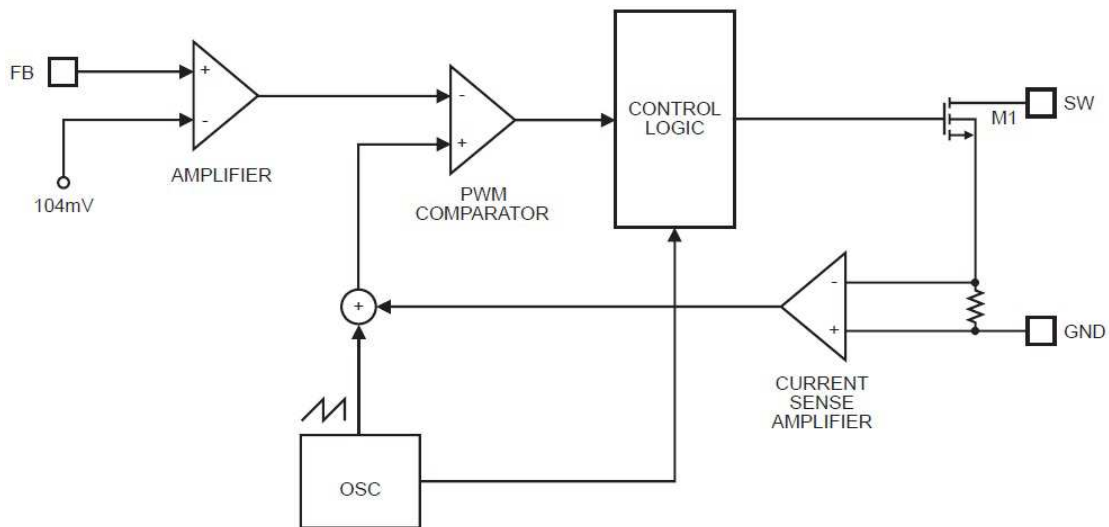 FB
+
-
AMPLIFIER
104mV
-
+
PWM
COMPARATOR
CONTROL
LOGIC
M1
SW
+
-
+
GND
CURRENT
SENSE
AMPLIFIER
OSC